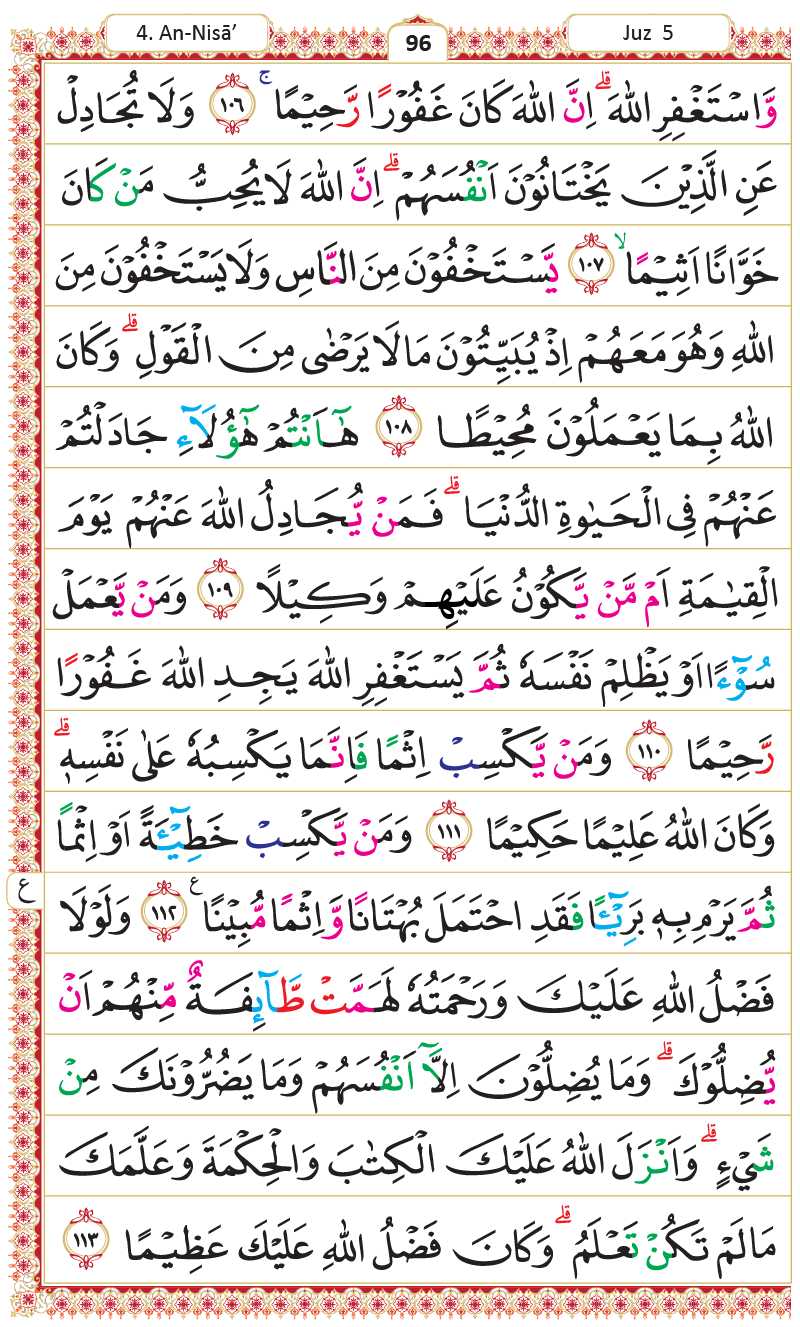 4. An-Nisā’
96
Juz 5
وَّاسْتَغْفِرِ اللّٰهَ ۗاِنَّ اللّٰهَ كَانَ غَفُوْرًا رَّحِيْمًاۚ ١٠٦ وَلَا تُجَادِلْ
عَنِ الَّذِيْنَ يَخْتَانُوْنَ اَنْفُسَهُمْ ۗاِنَّ اللّٰهَ لَا يُحِبُّ مَنْ كَانَ
خَوَّانًا اَثِيْمًاۙ ١٠٧ يَّسْتَخْفُوْنَ مِنَ النَّاسِ وَلَا يَسْتَخْفُوْنَ مِنَ
اللّٰهِ وَهُوَ مَعَهُمْ اِذْ يُبَيِّتُوْنَ مَا لَا يَرْضٰى مِنَ الْقَوْلِ ۗ وَكَانَ
اللّٰهُ بِمَا يَعْمَلُوْنَ مُحِيْطًا ١٠٨ هٰٓاَنْتُمْ هٰٓؤُلَاۤءِ جَادَلْتُمْ
عَنْهُمْ فِى الْحَيٰوةِ الدُّنْيَا ۗ فَمَنْ يُّجَادِلُ اللّٰهَ عَنْهُمْ يَوْمَ
الْقِيٰمَةِ اَمْ مَّنْ يَّكُوْنُ عَلَيْهِمْ وَكِيْلًا ١٠٩ وَمَنْ يَّعْمَلْ
سُوْۤءًا اَوْ يَظْلِمْ نَفْسَهٗ ثُمَّ يَسْتَغْفِرِ اللّٰهَ يَجِدِ اللّٰهَ غَفُوْرًا
رَّحِيْمًا ١١٠ وَمَنْ يَّكْسِبْ اِثْمًا فَاِنَّمَا يَكْسِبُهٗ عَلٰى نَفْسِهٖ ۗ
وَكَانَ اللّٰهُ عَلِيْمًا حَكِيْمًا ١١١ وَمَنْ يَّكْسِبْ خَطِيْۤـَٔةً اَوْ اِثْمًا
ع
ثُمَّ يَرْمِ بِهٖ بَرِيْۤـًٔا فَقَدِ احْتَمَلَ بُهْتَانًا وَّاِثْمًا مُّبِيْنًا ࣖ ١١٢ وَلَوْلَا
فَضْلُ اللّٰهِ عَلَيْكَ وَرَحْمَتُهٗ لَهَمَّتْ طَّاۤىِٕفَةٌ مِّنْهُمْ اَنْ
يُّضِلُّوْكَ ۗ وَمَا يُضِلُّوْنَ اِلَّآ اَنْفُسَهُمْ وَمَا يَضُرُّوْنَكَ مِنْ
شَيْءٍ ۗ وَاَنْزَلَ اللّٰهُ عَلَيْكَ الْكِتٰبَ وَالْحِكْمَةَ وَعَلَّمَكَ
مَا لَمْ تَكُنْ تَعْلَمُ ۗ وَكَانَ فَضْلُ اللّٰهِ عَلَيْكَ عَظِيْمًا ١١٣